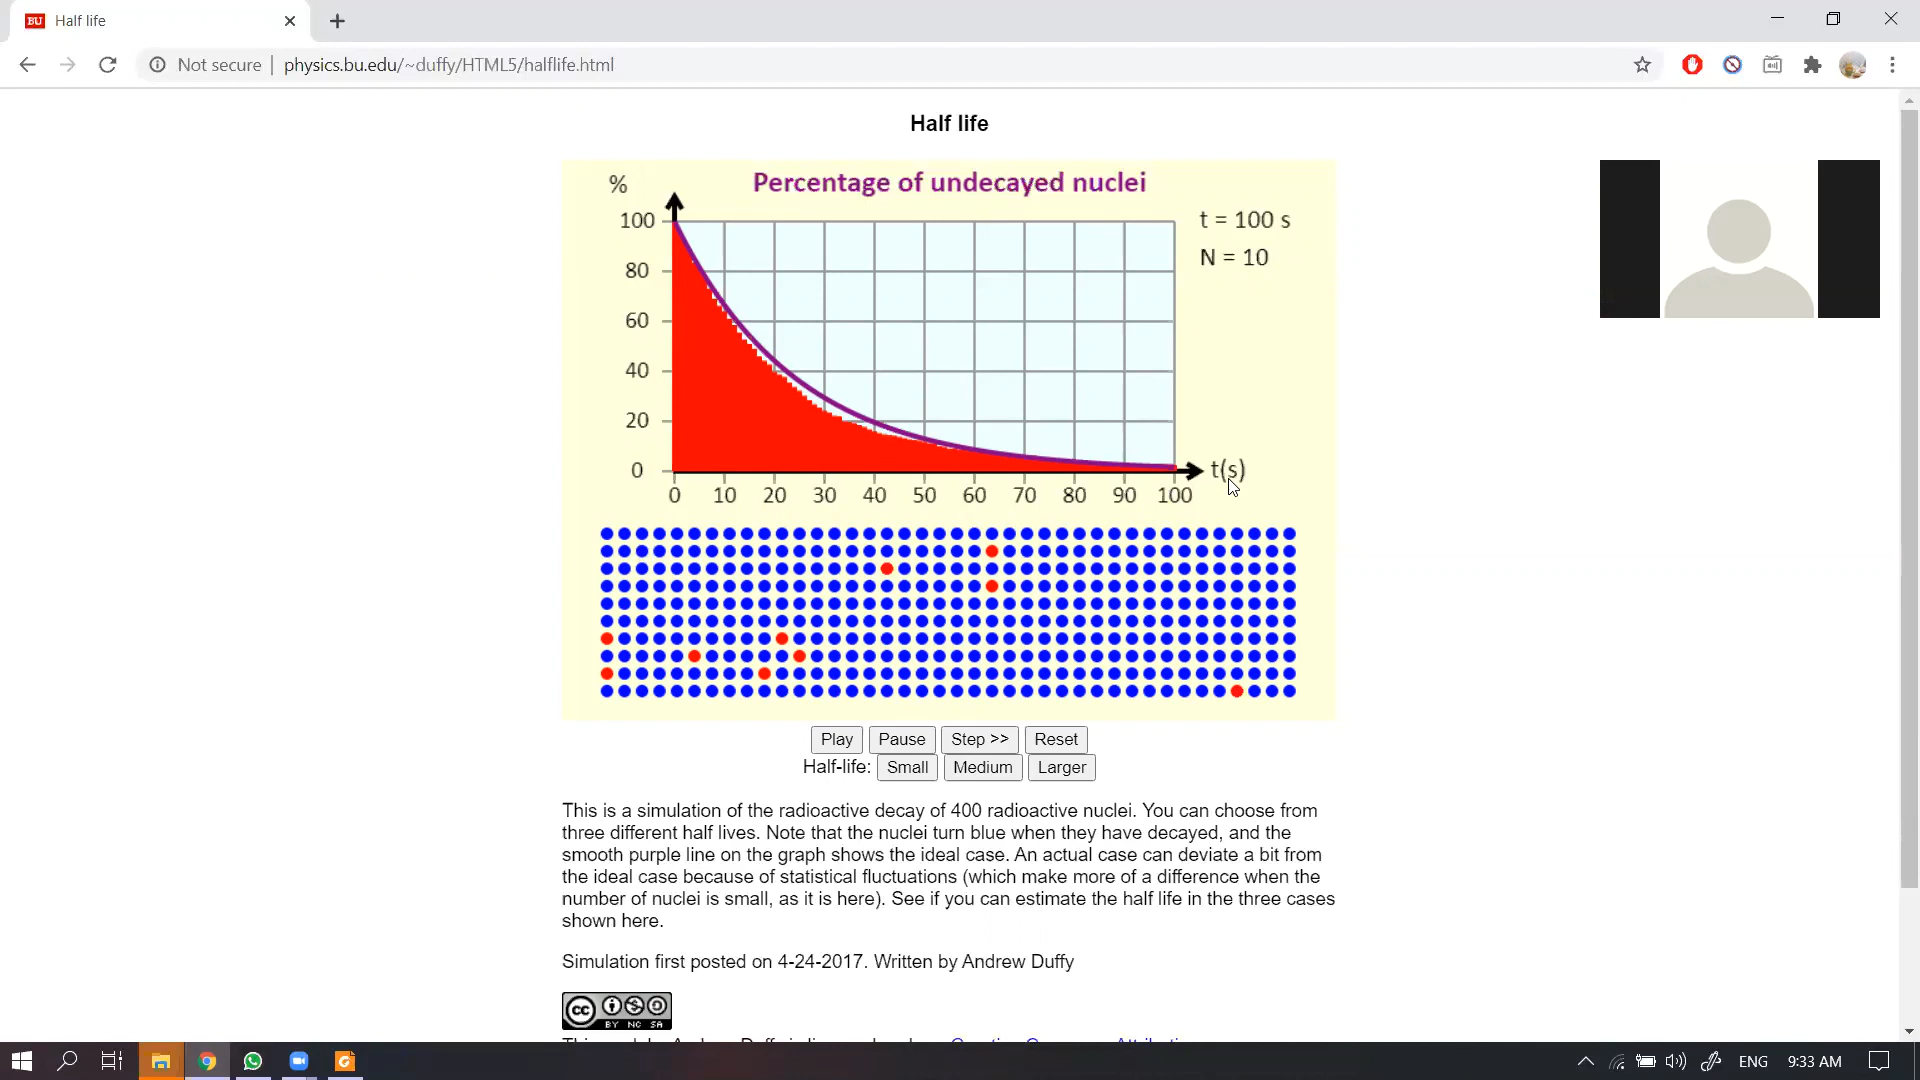 BU Half life
Not secure | physics.bu.edu/~duffy/HTML5/halflife.html
Half life
% Percentage of undecayed nuclei
100
80
60
40
20
0
t = 100 s
N = 10
t(s)
0 10 20 30 40 50 60 70 80 90 100
Play Pause Step >> Reset
Half-life: Small Medium Larger
This is a simulation of the radioactive decay of 400 radioactive nuclei. You can choose from
three different half lives. Note that the nuclei turn blue when they have decayed, and the
smooth purple line on the graph shows the ideal case. An actual case can deviate a bit from
the ideal case because of statistical fluctuations (which make more of a difference when the
number of nuclei is small, as it is here). See if you can estimate the half life in the three cases
shown here.
Simulation first posted on 4-24-2017. Written by Andrew Duffy
cc BY NC SA
ENG 9:33 AM